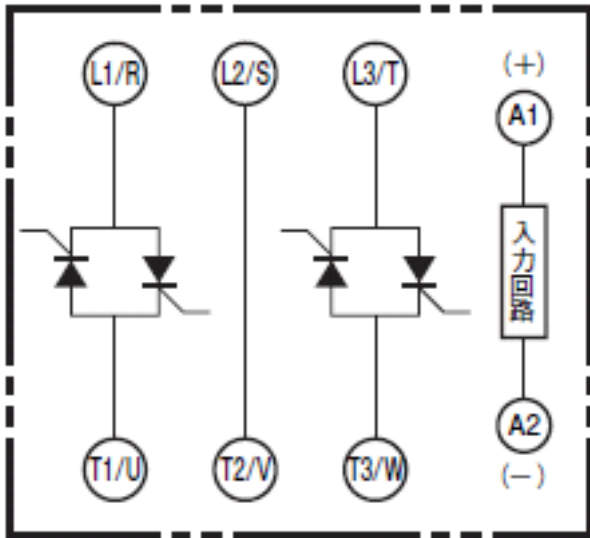 L1/R
L2/S
L3/T
(+)
A1
入力回路
A2
(-)
T1/U
T2/V
T3/W